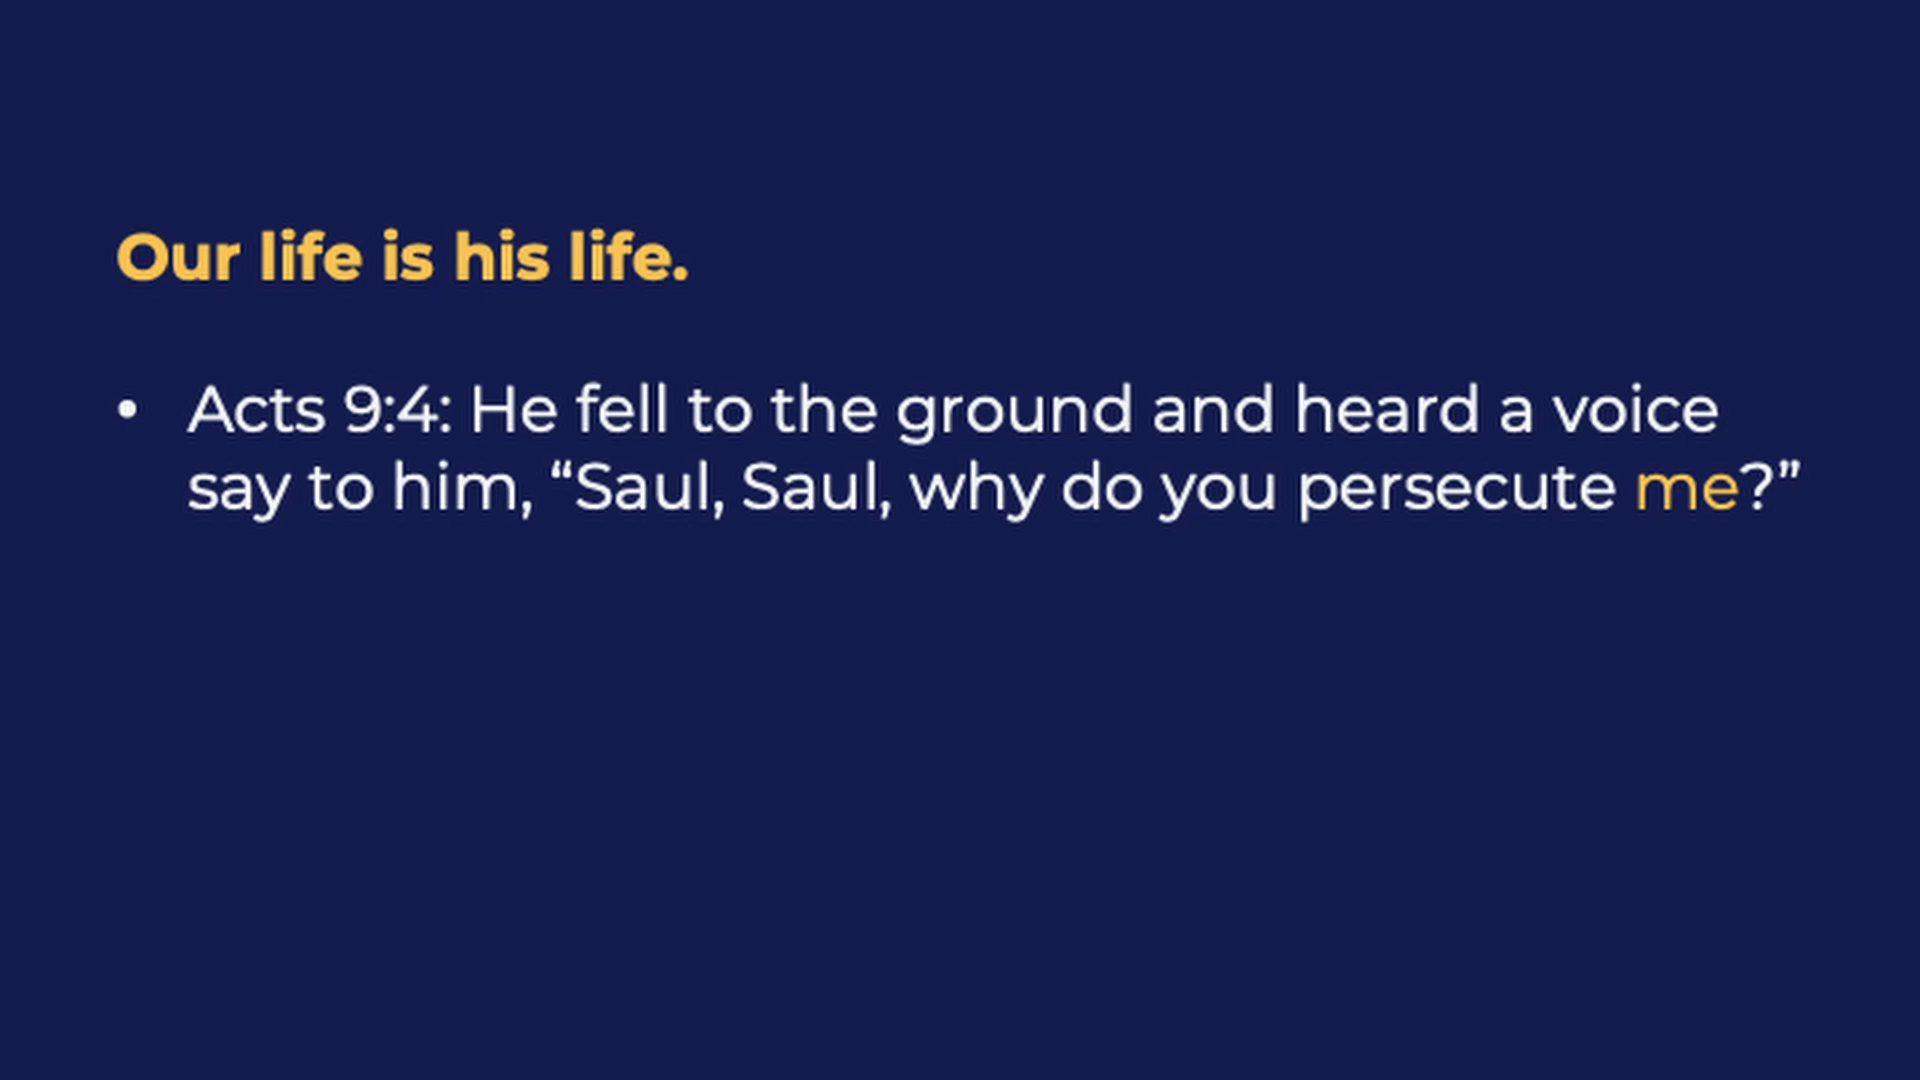 Our life is his life.
• Acts 9:4: He fell to the ground and heard a voice
say to him, “Saul, Saul, why do you persecute me?”